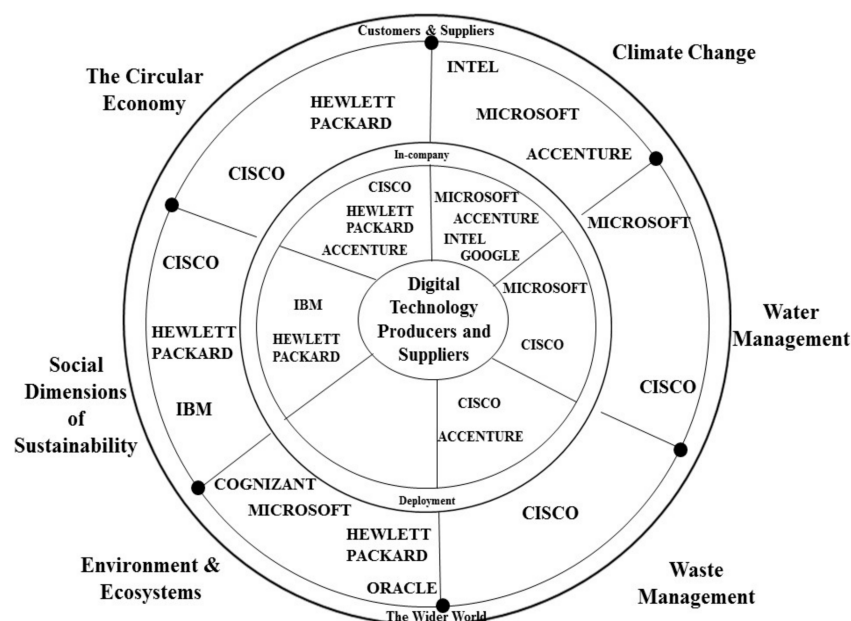 Customers & Suppliers
Climate Change
The Circular
Economy
INTEL
HEWLETT
PACKARD
MICROSOFT
ACCENTURE
CISCO
In-company
CISCO
HEWLETT
PACKARD
ACCENTURE
MICROSOFT
ACCENTURE
INTEL
GOOGLE
MICROSOFT
CISCO
HEWLETT
PACKARD
IBM
Social
Dimensions
of
Sustainability
IBM
HEWLETT
PACKARD
Digital
Technology
Producers and
Suppliers
MICROSOFT
CISCO
CISCO
Water
Management
CISCO
ACCENTURE
Deployment
COGNIZANT
MICROSOFT
HEWLETT
PACKARD
ORACLE
CISCO
Environment &
Ecosystems
Waste
Management
The Wider World